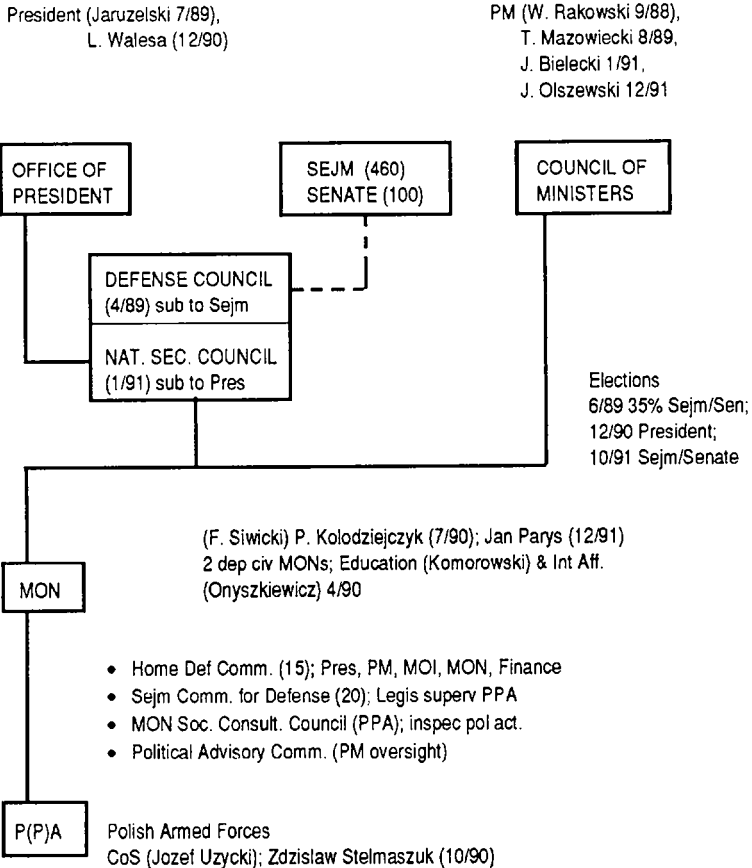 President (Jaruzelski 7/89),
L. Walesa (12/90)
PM (W. Rakowski 9/88),
T. Mazowiecki 8/89,
J. Bielecki 1/91,
J. Olszewski 12/91
OFFICE OF
PRESIDENT
SEJM (460)
SENATE (100)
COUNCIL OF
MINISTERS
DEFENSE COUNCIL
(4/89) sub to Sejm
NAT. SEC. COUNCIL
(1/91) sub to Pres
Elections
6/89 35% Sejm/Sen;
12/90 President;
10/91 Sejm/Senate
(F. Siwicki) P. Kolodziejczyk (7/90); Jan Parys (12/91)
2 dep civ MONs; Education (Komorowski) & Int Aff.
(Onyszkiewicz) 4/90
MON
• Home Def Comm. (15); Pres, PM, MOI, MON, Finance
• Sejm Comm. for Defense (20); Legis superv PPA
• MON Soc. Consult. Council (PPA); inspec pol act.
• Political Advisory Comm. (PM oversight)
P(P)A
Polish Armed Forces
CoS (Jozef Uzycki); Zdzislaw Stelmaszuk (10/90)